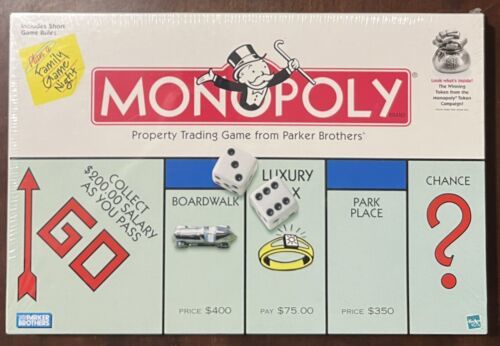 Includes Short
Game Rules
Plan a
Family
Game
Night
MONOPOLY
BRAND
Property Trading Game from Parker Brothers
Look what's Inside!
The Winning
Token from the
Monopoly Token
Campaign!
COLLECT
$200.00 SALARY
AS YOU PASS
GO
BOARDWALK
PRICE $400
LUXURY
PAY $75.00
PARK
PLACE
PRICE $350
CHANCE
?
PARKER
BROTHERS